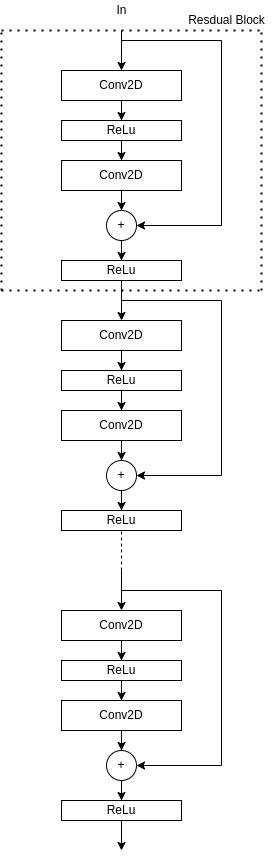 In
Resdual Block
Conv2D
ReLu
Conv2D
+
ReLu
Conv2D
ReLu
Conv2D
+
ReLu
Conv2D
ReLu
Conv2D
+
ReLu